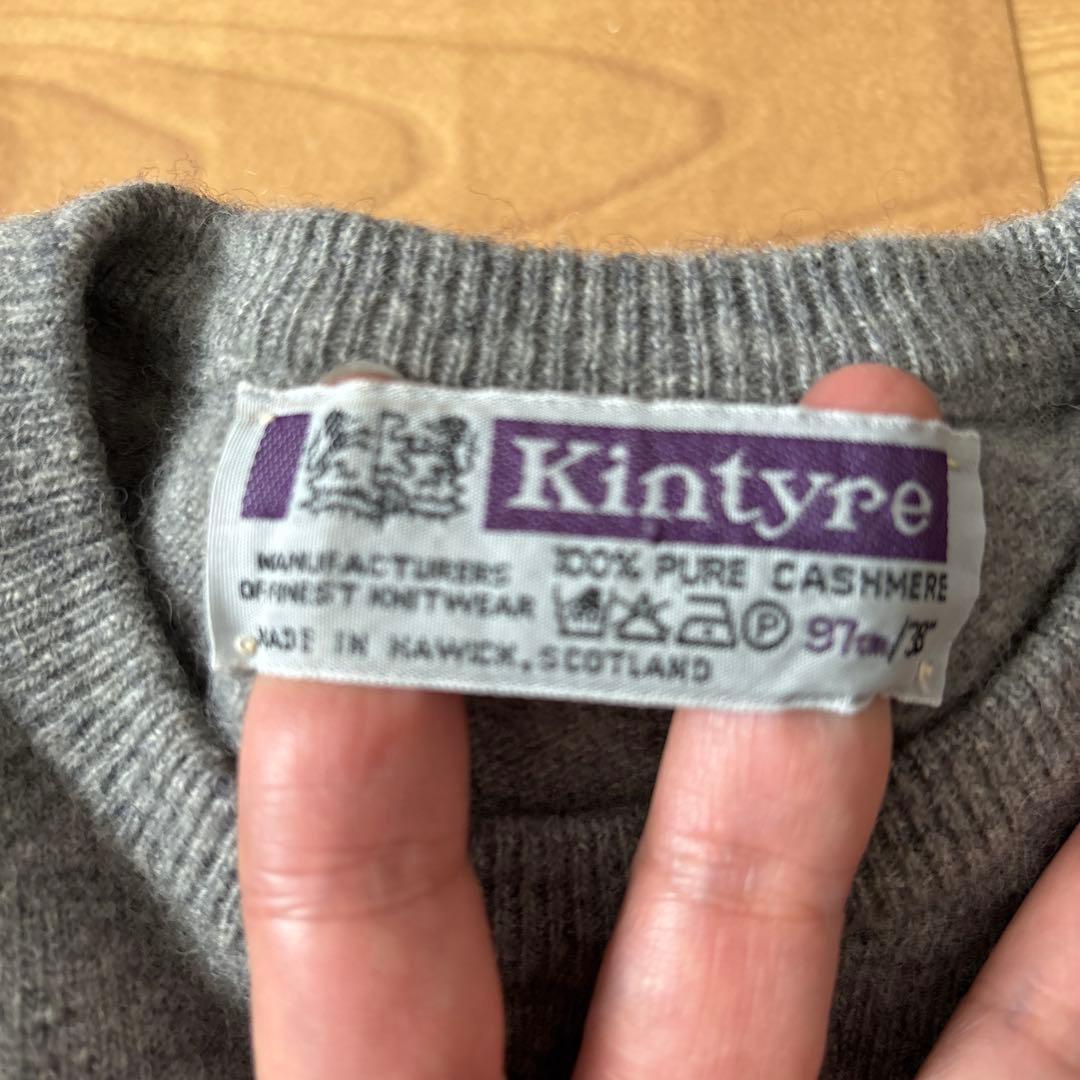 Kintyre
100% PURE CASHMERE
MANUFACTURERS
OF FINEST KNITWEAR
P 97cm/38"
MADE IN HAWICK, SCOTLAND